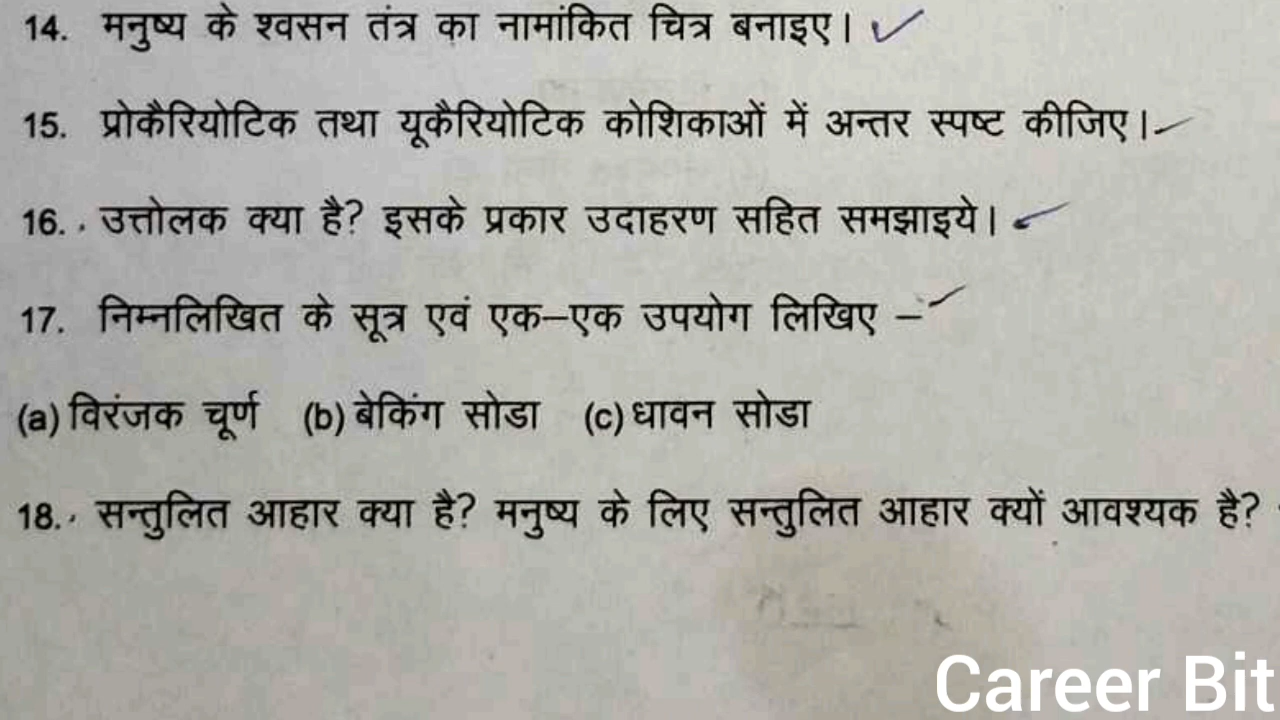 14. मनुष्य के श्वसन तंत्र का नामांकित चित्र बनाइए।
15. प्रोकैरियोटिक तथा यूकैरियोटिक कोशिकाओं में अन्तर स्पष्ट कीजिए।
16. उत्तोलक क्या है? इसके प्रकार उदाहरण सहित समझाइये।
17. निम्नलिखित के सूत्र एवं एक–एक उपयोग लिखिए –
(a) विरंजक चूर्ण (b) बेकिंग सोडा (c) धावन सोडा
18. सन्तुलित आहार क्या है? मनुष्य के लिए सन्तुलित आहार क्यों आवश्यक है?
Career Bit